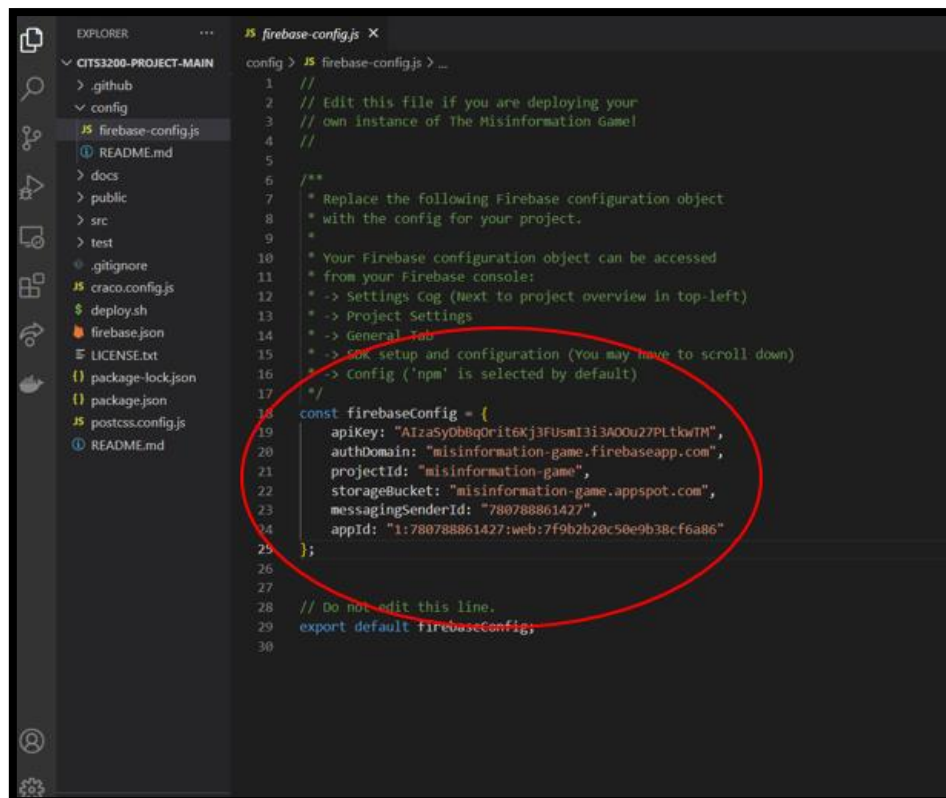 EXPLORER ...
CITS3200-PROJECT-MAIN
.github
config
JS firebase-config.js
README.md
docs
public
src
test
.gitignore
JS craco.config.js
$ deploy.sh
firebase.json
LICENSE.txt
{} package-lock.json
{} package.json
JS postcss.config.js
README.md
JS firebase-config.js ×
config > JS firebase-config.js > ...
1 //
2 // Edit this file if you are deploying your
3 // own instance of The Misinformation Game!
4 //
5
6 /**
7 * Replace the following Firebase configuration object
8 * with the config for your project.
9 *
10 * Your Firebase configuration object can be accessed
11 * from your Firebase console:
12 * -> Settings Cog (Next to project overview in top-left)
13 * -> Project Settings
14 * -> General Tab
15 * -> SDK setup and configuration (You may have to scroll down)
16 * -> Config ('npm' is selected by default)
17 */
18 const firebaseConfig = {
19 apiKey: "AIzaSyDbBqOrit6Kj3FUsmI3i3AOOu27PLtkwTM",
20 authDomain: "misinformation-game.firebaseapp.com",
21 projectId: "misinformation-game",
22 storageBucket: "misinformation-game.appspot.com",
23 messagingSenderId: "780788861427",
24 appId: "1:780788861427:web:7f9b2b20c50e9b38cf6a86"
25 };
26
27
28 // Do not edit this line.
29 export default firebaseConfig;
30